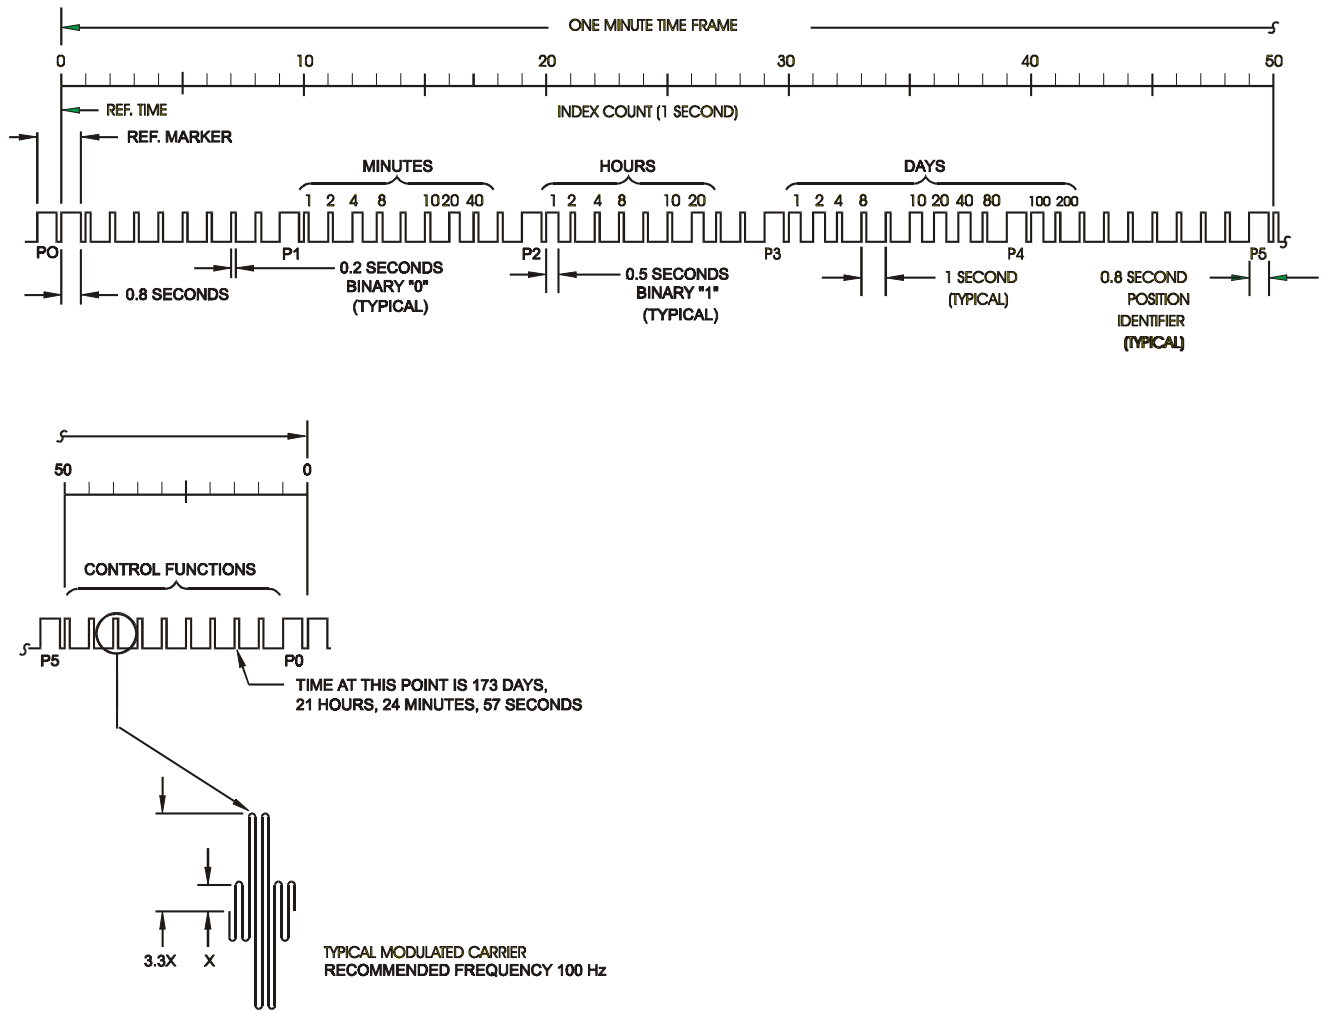 ONE MINUTE TIME FRAME
0 10 20 30 40 50
REF. TIME
INDEX COUNT (1 SECOND)
REF. MARKER
MINUTES HOURS DAYS
1 2 4 8 10 20 40 1 2 4 8 10 20 1 2 4 8 10 20 40 80 100 200
PO P1 P2 P3 P4 P5
0.8 SECONDS
0.2 SECONDS
BINARY "0"
(TYPICAL)
0.5 SECONDS
BINARY "1"
(TYPICAL)
1 SECOND
(TYPICAL)
0.8 SECOND
POSITION
IDENTIFIER
(TYPICAL)
50 0
CONTROL FUNCTIONS
P5 P0
TIME AT THIS POINT IS 173 DAYS,
21 HOURS, 24 MINUTES, 57 SECONDS
3.3X X
TYPICAL MODULATED CARRIER
RECOMMENDED FREQUENCY 100 Hz